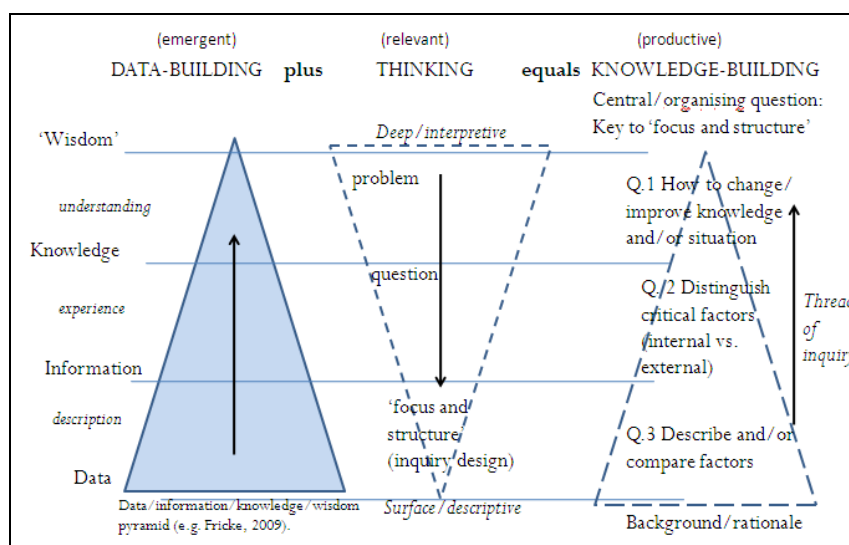 (emergent) (relevant) (productive)
DATA-BUILDING plus THINKING equals KNOWLEDGE-BUILDING
Central/organising question:
Key to 'focus and structure'
'Wisdom'
understanding
Knowledge
experience
Information
description
Data
Data/information/knowledge/wisdom
pyramid (e.g. Fricke, 2009).
Deep/interpretive
problem
question
'focus and
structure'
(inquiry design)
Surface/descriptive
Q.1 How to change/
improve knowledge
and/or situation
Q./2 Distinguish
critical factors
(internal vs.
external)
Q.3 Describe and/or
compare factors
Background/rationale
Thread
of
inquiry